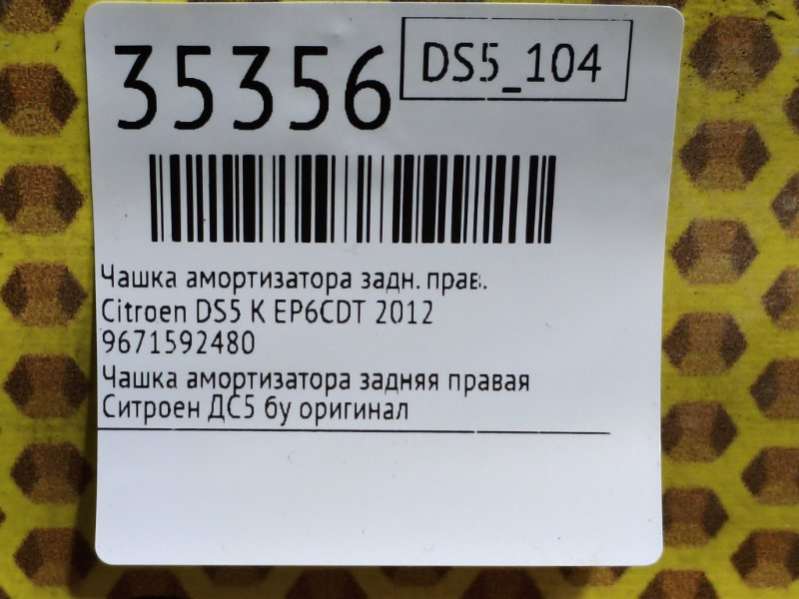 35356
DS5_104
Чашка амортизатора задн. прав.
Citroen DS5 K EP6CDT 2012
9671592480
Чашка амортизатора задняя правая
Ситроен ДС5 бу оригинал